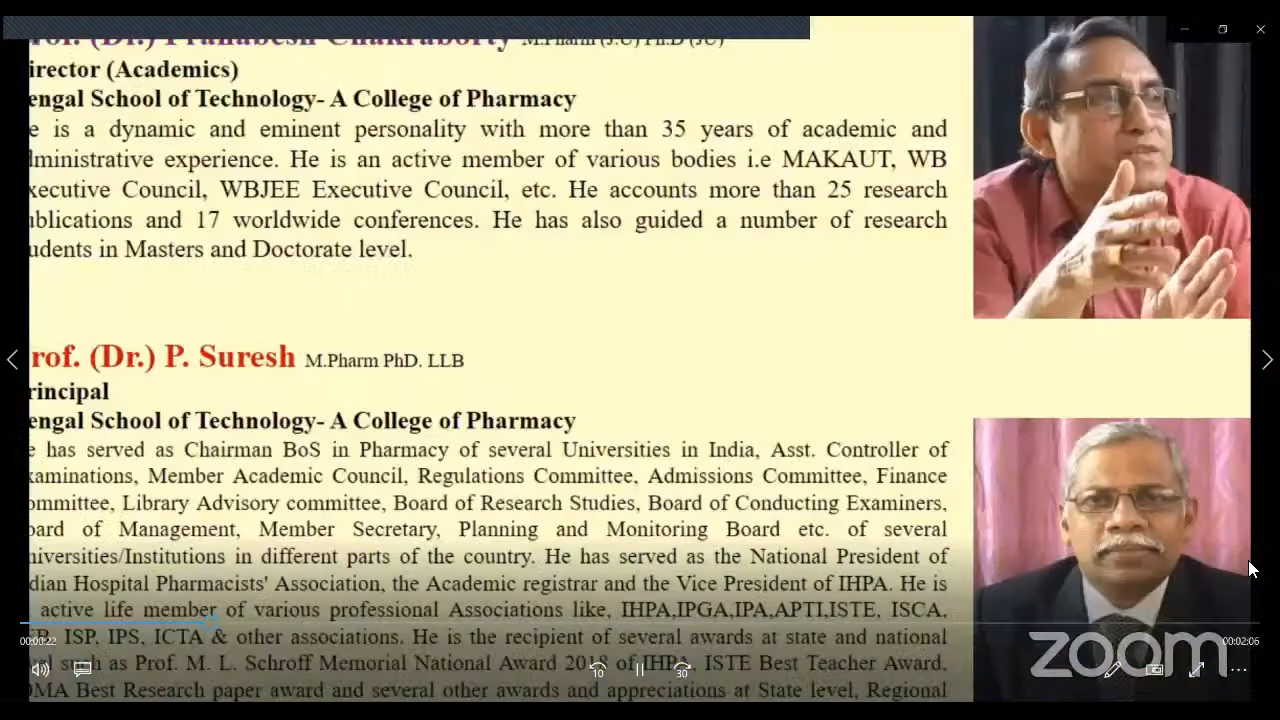 rof. (Dr.) Pranabesh Chakraborty M.Pharm (J.U) Ph.D (JU)
irector (Academics)
engal School of Technology- A College of Pharmacy
e is a dynamic and eminent personality with more than 35 years of academic and
dministrative experience. He is an active member of various bodies i.e MAKAUT, WB
xecutive Council, WBJEE Executive Council, etc. He accounts more than 25 research
ublications and 17 worldwide conferences. He has also guided a number of research
udents in Masters and Doctorate level.
rof. (Dr.) P. Suresh M.Pharm PhD. LLB
rincipal
engal School of Technology- A College of Pharmacy
e has served as Chairman BoS in Pharmacy of several Universities in India, Asst. Controller of
xaminations, Member Academic Council, Regulations Committee, Admissions Committee, Finance
ommittee, Library Advisory committee, Board of Research Studies, Board of Conducting Examiners,
oard of Management, Member Secretary, Planning and Monitoring Board etc. of several
niversities/Institutions in different parts of the country. He has served as the National President of
dian Hospital Pharmacists' Association, the Academic registrar and the Vice President of IHPA. He is
active life member of various professional Associations like, IHPA,IPGA,IPA,APTI,ISTE, ISCA,
ISP, IPS, ICTA & other associations. He is the recipient of several awards at state and national
such as Prof. M. L. Schroff Memorial National Award 2018 of IHPA, ISTE Best Teacher Award,
OMA Best Research paper award and several other awards and appreciations at State level, Regional
00:00:22
00:02:06
10
30
zoom